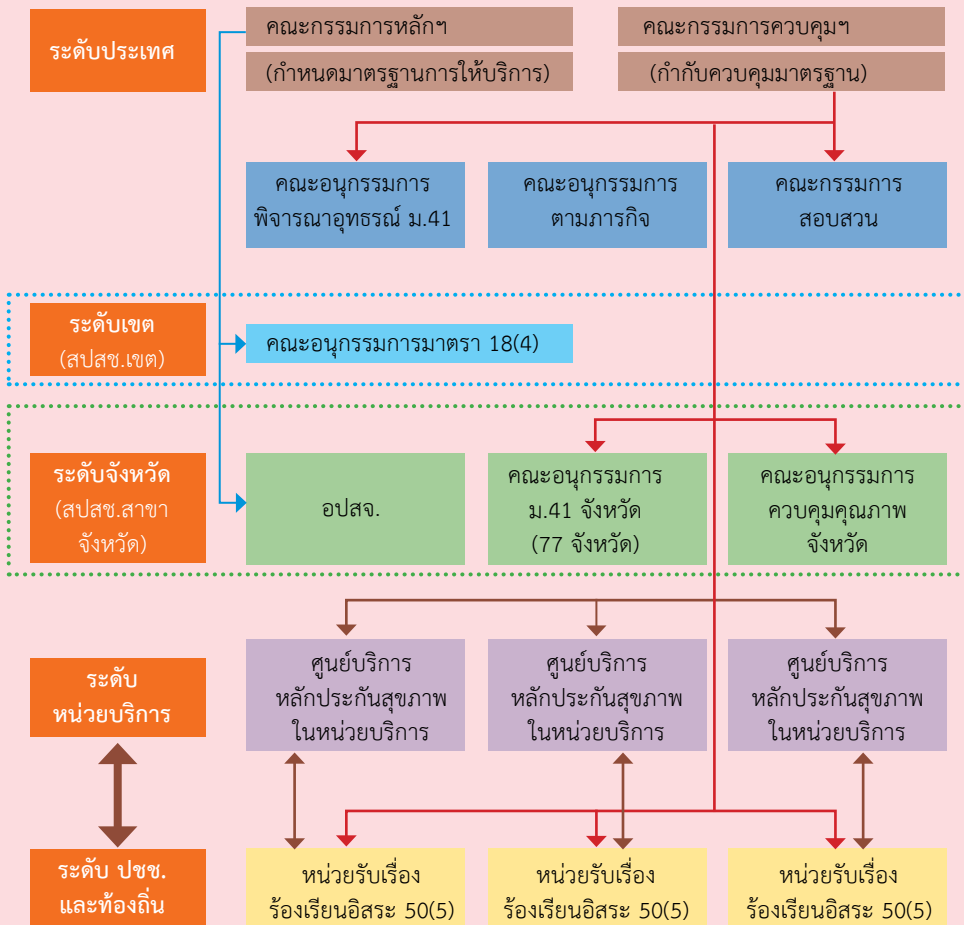 ระดับประเทศ
คณะกรรมการหลักฯ
(กำหนดมาตรฐานการให้บริการ)
คณะกรรมการควบคุมฯ
(กำกับควบคุมมาตรฐาน)
คณะอนุกรรมการ
พิจารณาอุทธรณ์ ม.41
คณะอนุกรรมการ
ตามภารกิจ
คณะกรรมการ
สอบสวน
ระดับเขต
(สปสช.เขต)
คณะอนุกรรมการมาตรา 18(4)
ระดับจังหวัด
(สปสช.สาขา
จังหวัด)
อปสจ.
คณะอนุกรรมการ
ม.41 จังหวัด
(77 จังหวัด)
คณะอนุกรรมการ
ควบคุมคุณภาพ
จังหวัด
ระดับ
หน่วยบริการ
ศูนย์บริการ
หลักประกันสุขภาพ
ในหน่วยบริการ
ศูนย์บริการ
หลักประกันสุขภาพ
ในหน่วยบริการ
ศูนย์บริการ
หลักประกันสุขภาพ
ในหน่วยบริการ
ระดับ ปชช.
และท้องถิ่น
หน่วยรับเรื่อง
ร้องเรียนอิสระ 50(5)
หน่วยรับเรื่อง
ร้องเรียนอิสระ 50(5)
หน่วยรับเรื่อง
ร้องเรียนอิสระ 50(5)